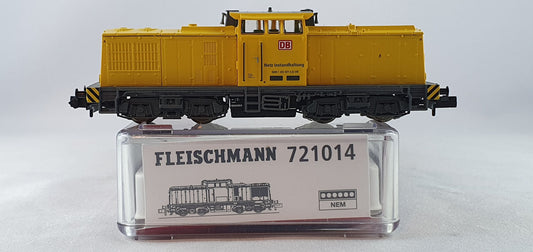 DB
Netz Instandhaltung
FLEISCHMANN 721014
NEM